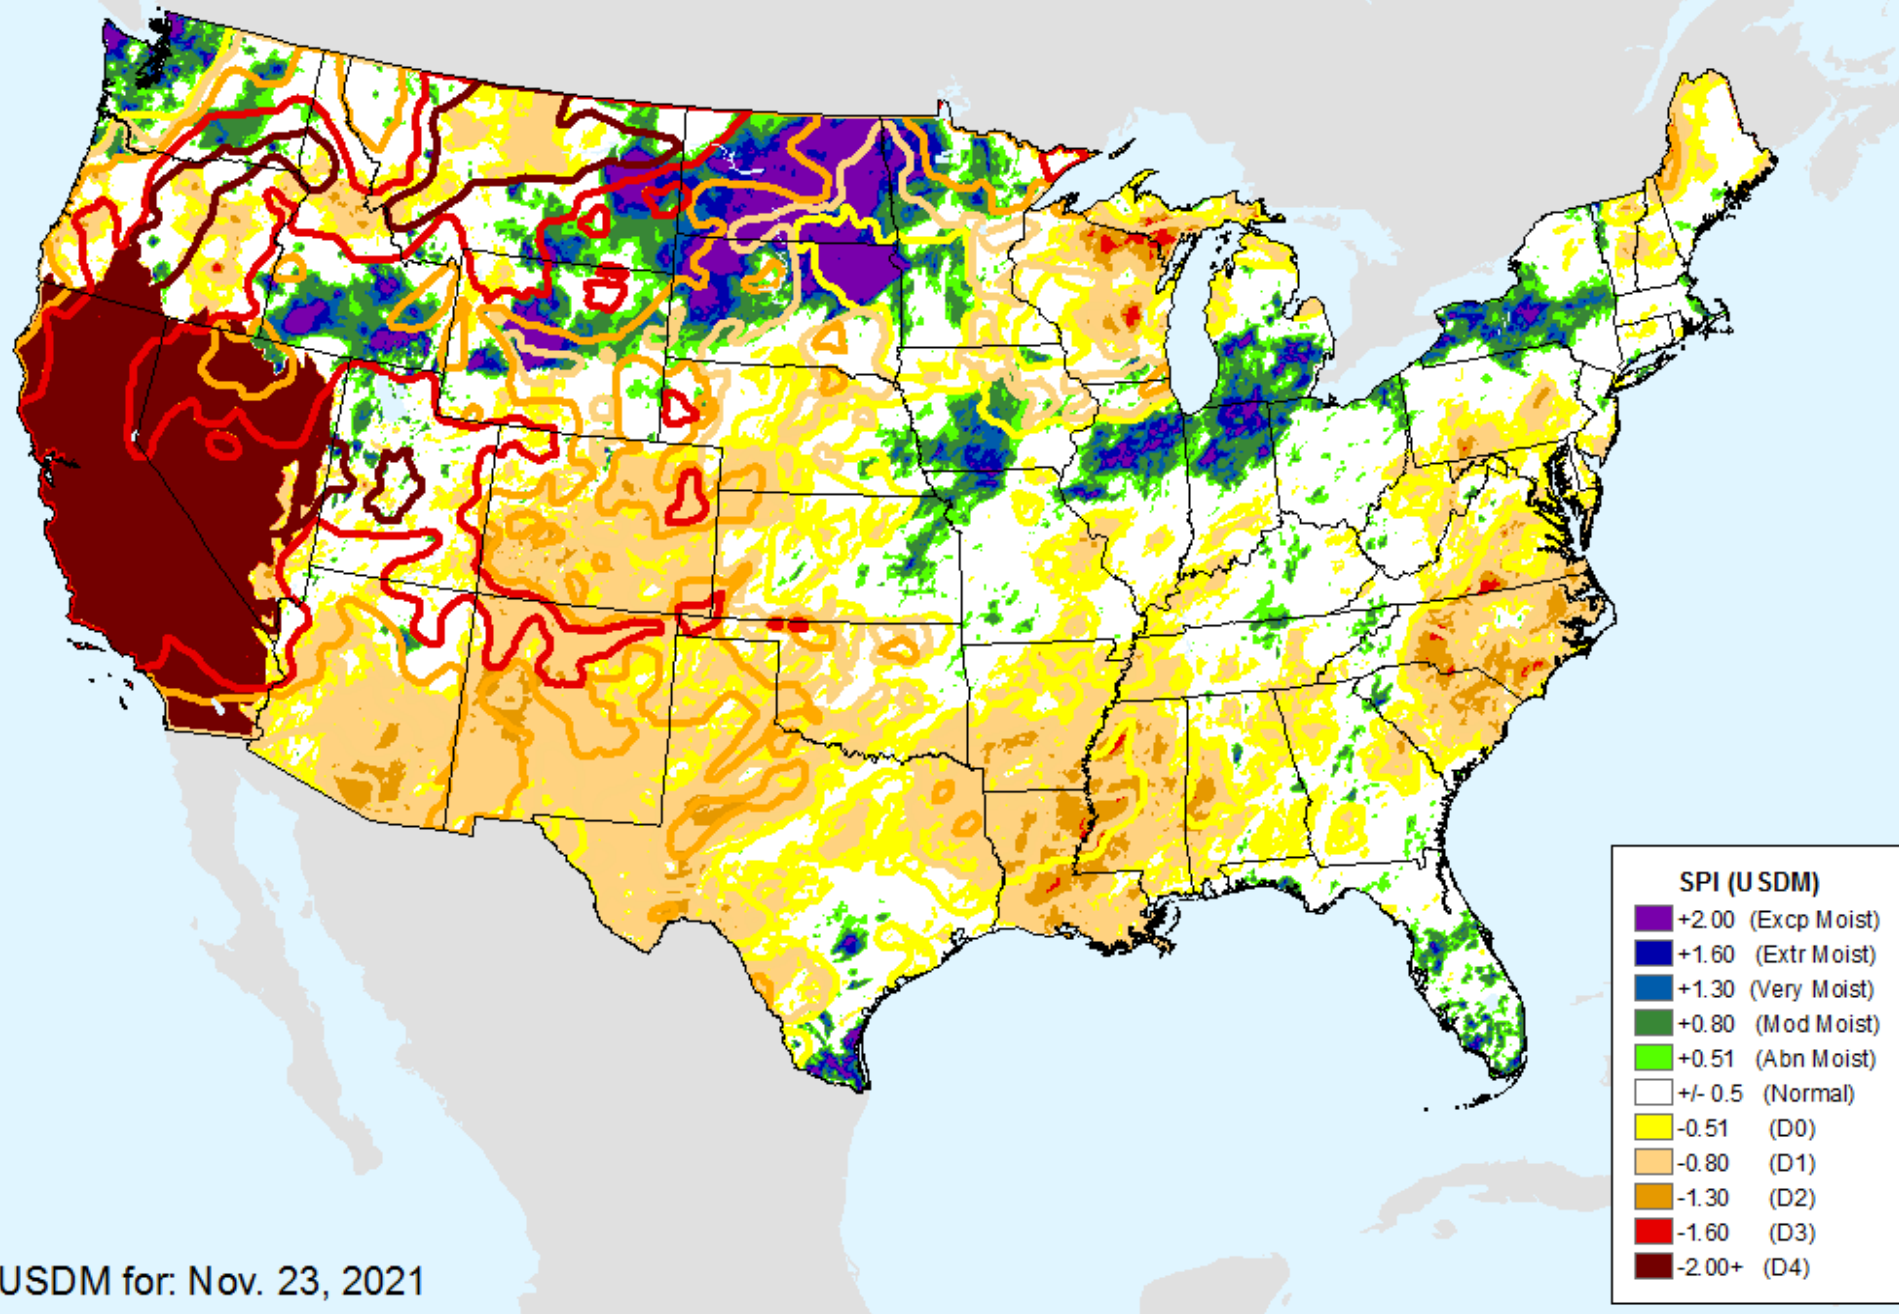 SPI (USDM)
+2.00 (Excp Moist)
+1.60 (Extr Moist)
+1.30 (Very Moist)
+0.80 (Mod Moist)
+0.51 (Abn Moist)
+/- 0.5 (Normal)
-0.51 (D0)
-0.80 (D1)
-1.30 (D2)
-1.60 (D3)
-2.00+ (D4)
USDM for: Nov. 23, 2021